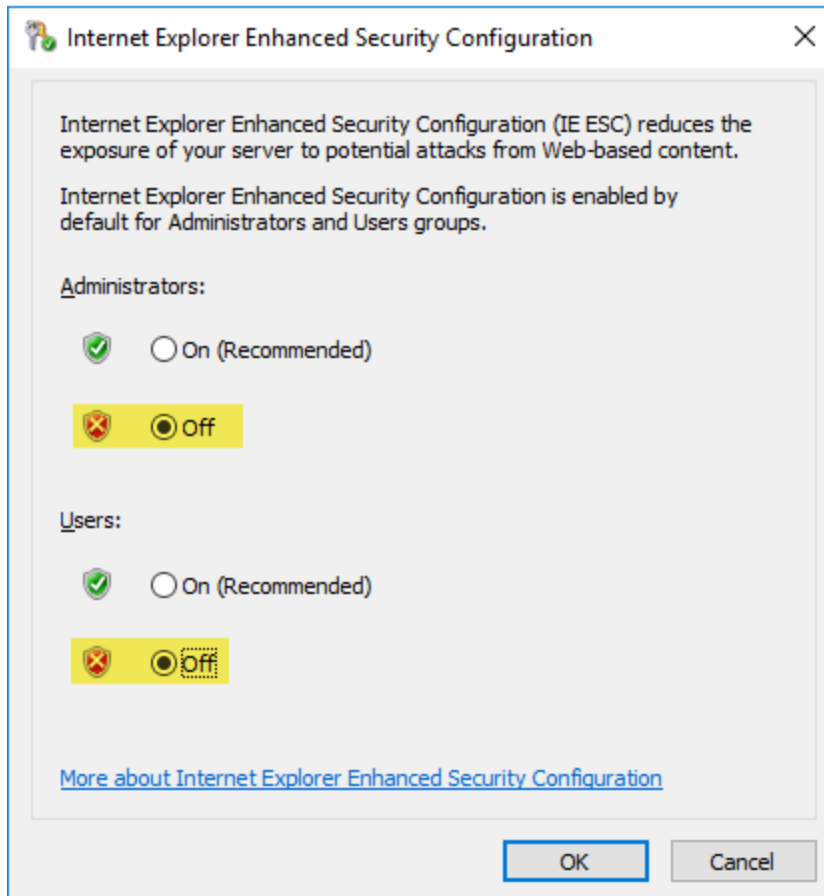 Internet Explorer Enhanced Security Configuration
Internet Explorer Enhanced Security Configuration (IE ESC) reduces the
exposure of your server to potential attacks from Web-based content.
Internet Explorer Enhanced Security Configuration is enabled by
default for Administrators and Users groups.
Administrators:
On (Recommended)
Off
Users:
On (Recommended)
Off
More about Internet Explorer Enhanced Security Configuration
OK Cancel